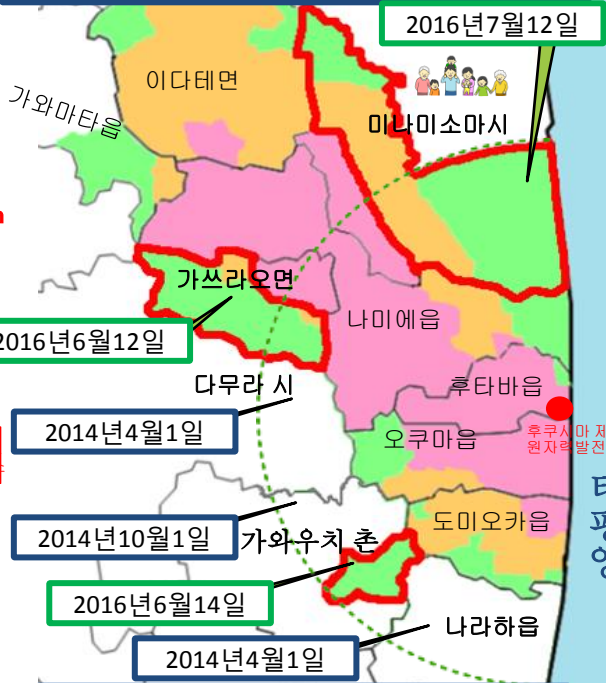 2016년7월12일
이다테면
가와마타읍
미나미소마시
가쓰라오면
나미에읍
2016년6월12일
다무라 시
후타바읍
2014년4월1일
오쿠마읍
후쿠시마 제
원자력발전
도미오카읍
2014년10월1일
가와우치 촌
2016년6월14일
나라하읍
2014년4월1일